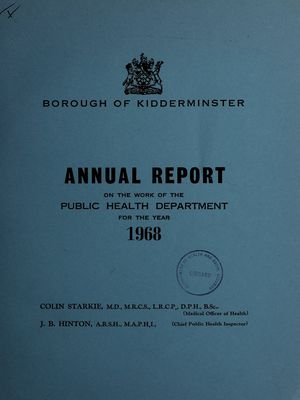 BOROUGH OF KIDDERMINSTER
ANNUAL REPORT
ON THE WORK OF THE
PUBLIC HEALTH DEPARTMENT
FOR THE YEAR
1968
COLIN STARKIE, M.D., M.R.C.S., L.R.C.P., D.P.H., B.Sc.,
(Medical Officer of Health)
J. B. HINTON, A.R.S.H., M.A.P.H.I., (Chief Public Health Inspector)